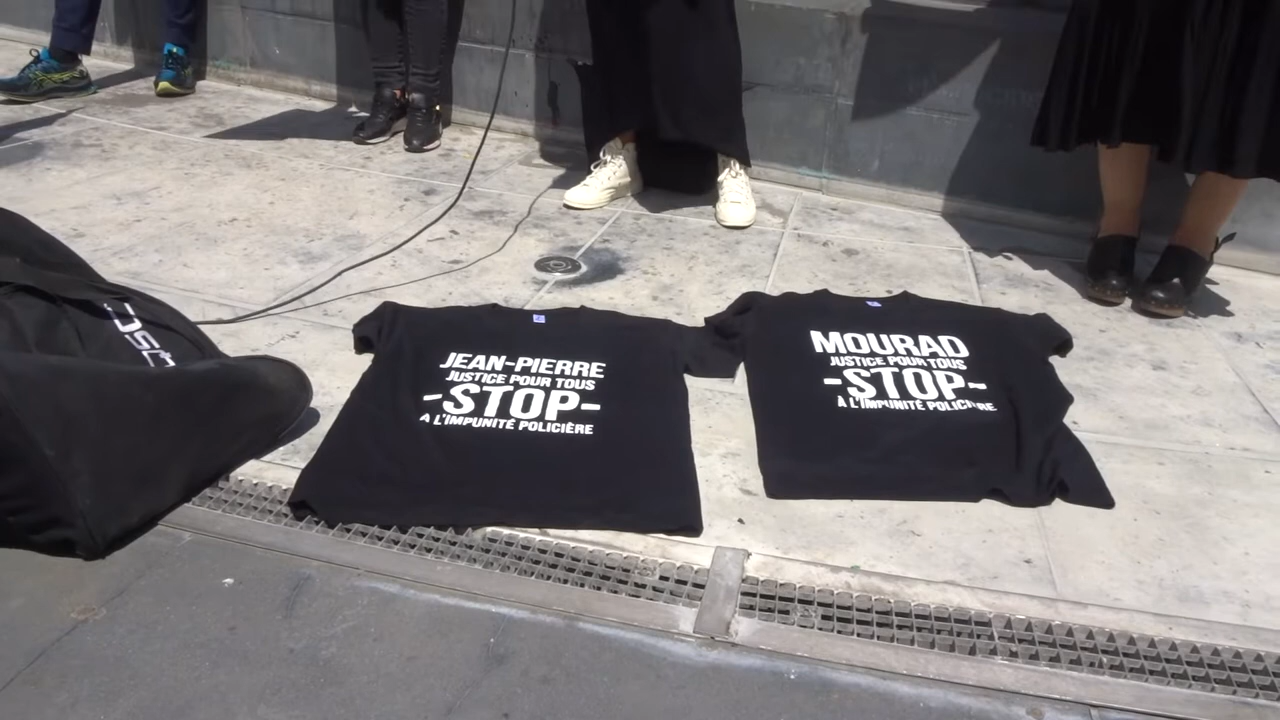 JEAN-PIERRE
JUSTICE POUR TOUS
-STOP-
A L'IMPUNITÉ POLICIÈRE
MOURAD
JUSTICE POUR TOUS
-STOP-
A L'IMPUNITÉ POLICIÈRE